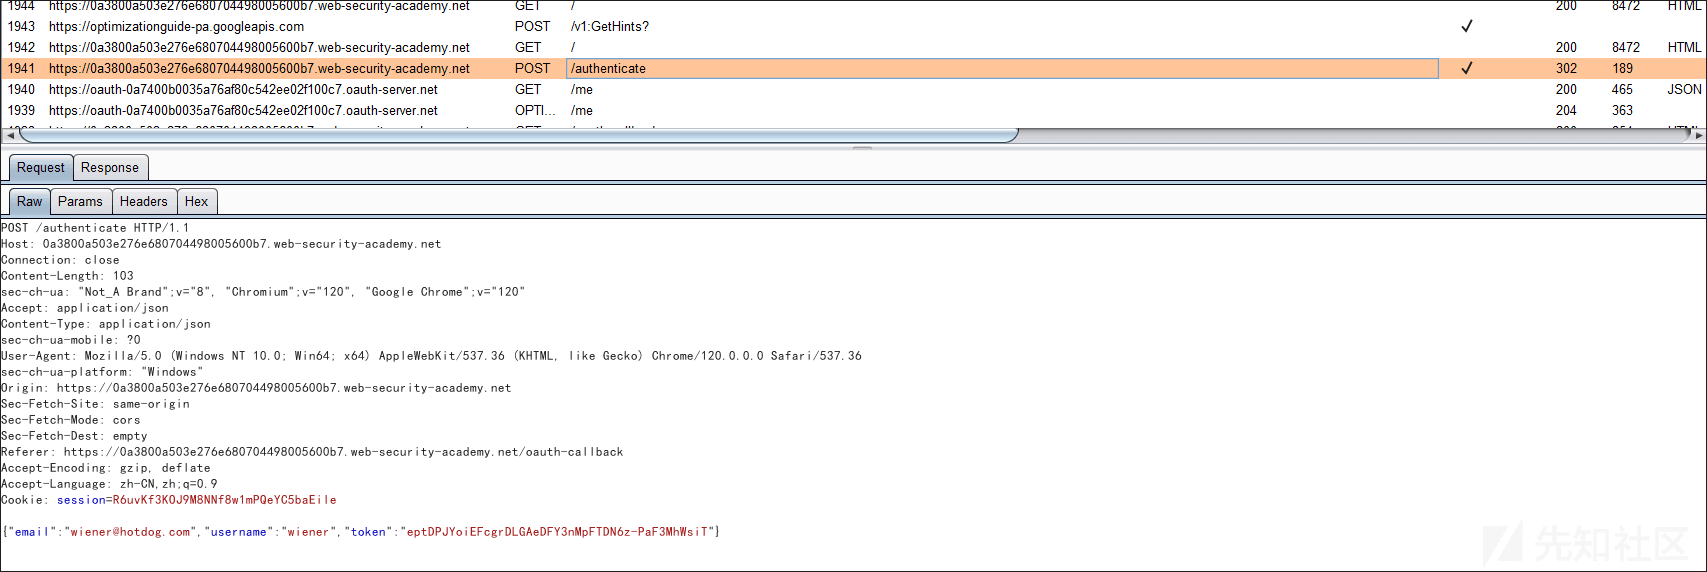 1944 https://0a3800a503e276e680704498005600b7.web-security-academy.net GET / 200 8472 HTML
1943 https://optimizationguide-pa.googleapis.com POST /v1:GetHints? ✓
1942 https://0a3800a503e276e680704498005600b7.web-security-academy.net GET / 200 8472 HTML
1941 https://0a3800a503e276e680704498005600b7.web-security-academy.net POST /authenticate ✓ 302 189
1940 https://oauth-0a7400b0035a76af80c542ee02f100c7.oauth-server.net GET /me 200 465 JSON
1939 https://oauth-0a7400b0035a76af80c542ee02f100c7.oauth-server.net OPTI... /me 204 363
Request Response
Raw Params Headers Hex
POST /authenticate HTTP/1.1
Host: 0a3800a503e276e680704498005600b7.web-security-academy.net
Connection: close
Content-Length: 103
sec-ch-ua: "Not_A Brand";v="8", "Chromium";v="120", "Google Chrome";v="120"
Accept: application/json
Content-Type: application/json
sec-ch-ua-mobile: ?0
User-Agent: Mozilla/5.0 (Windows NT 10.0; Win64; x64) AppleWebKit/537.36 (KHTML, like Gecko) Chrome/120.0.0.0 Safari/537.36
sec-ch-ua-platform: "Windows"
Origin: https://0a3800a503e276e680704498005600b7.web-security-academy.net
Sec-Fetch-Site: same-origin
Sec-Fetch-Mode: cors
Sec-Fetch-Dest: empty
Referer: https://0a3800a503e276e680704498005600b7.web-security-academy.net/oauth-callback
Accept-Encoding: gzip, deflate
Accept-Language: zh-CN,zh;q=0.9
Cookie: session=R6uvKf3KOJ9M8NNf8w1mPQeYC5baEile
{"email":"wiener@hotdog.com","username":"wiener","token":"eptDPJYoiEFcgrDLGAeDFY3nMpFTDN6z-PaF3MhWsiT"}
先知社区